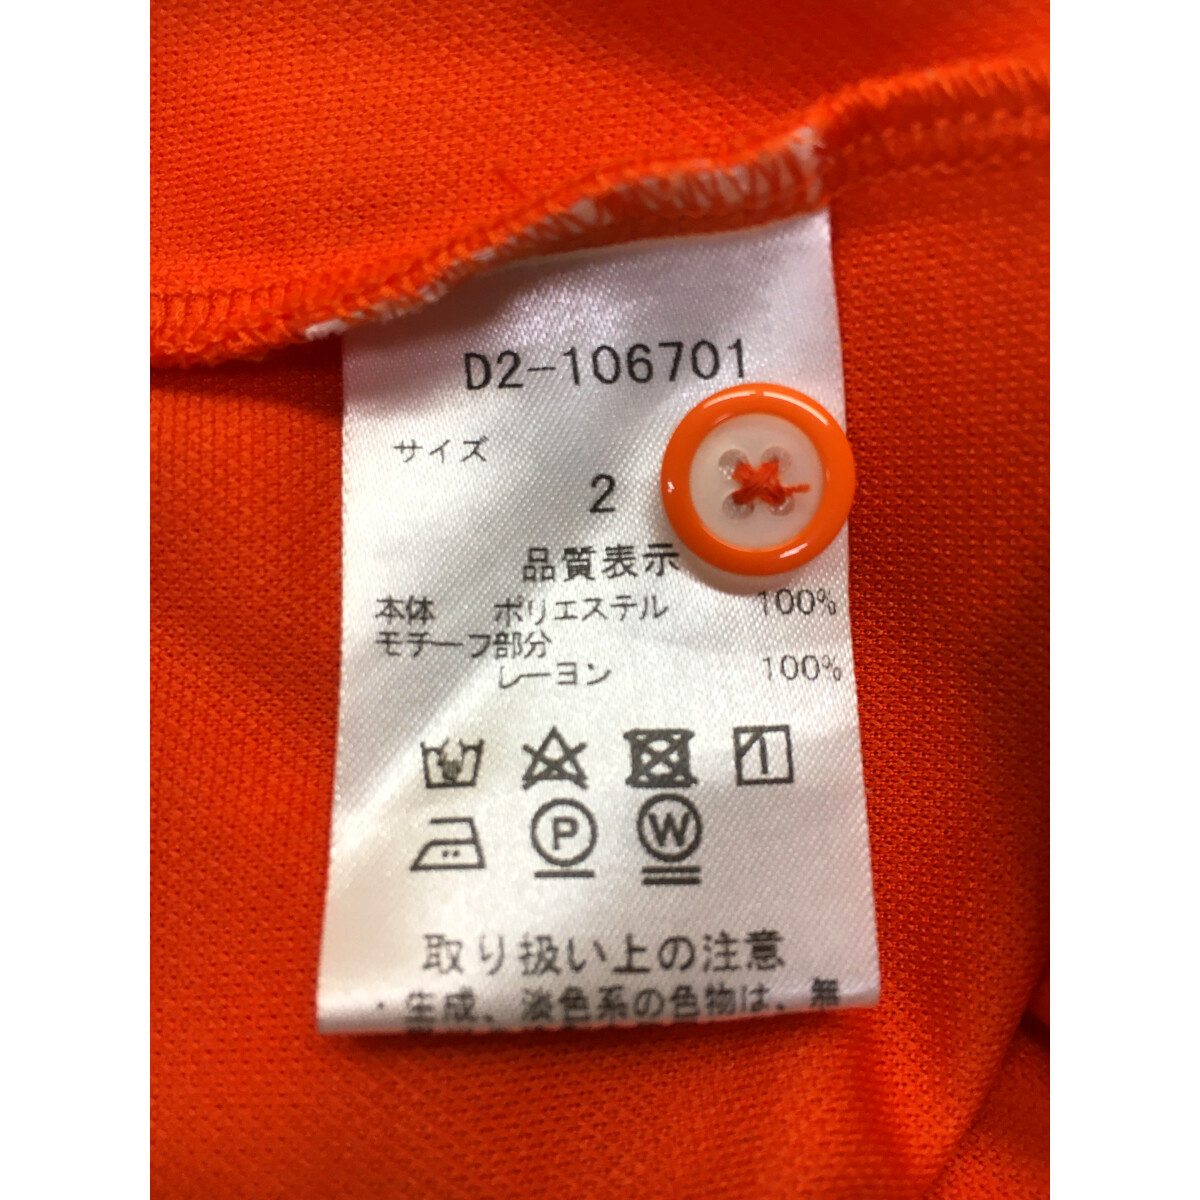 D2-106701
サイズ
2
品質表示
本体 ポリエステル 100%
モチーフ部分
レーヨン 100%
P W
取り扱い上の注意
・生成、淡色系の色物は、無